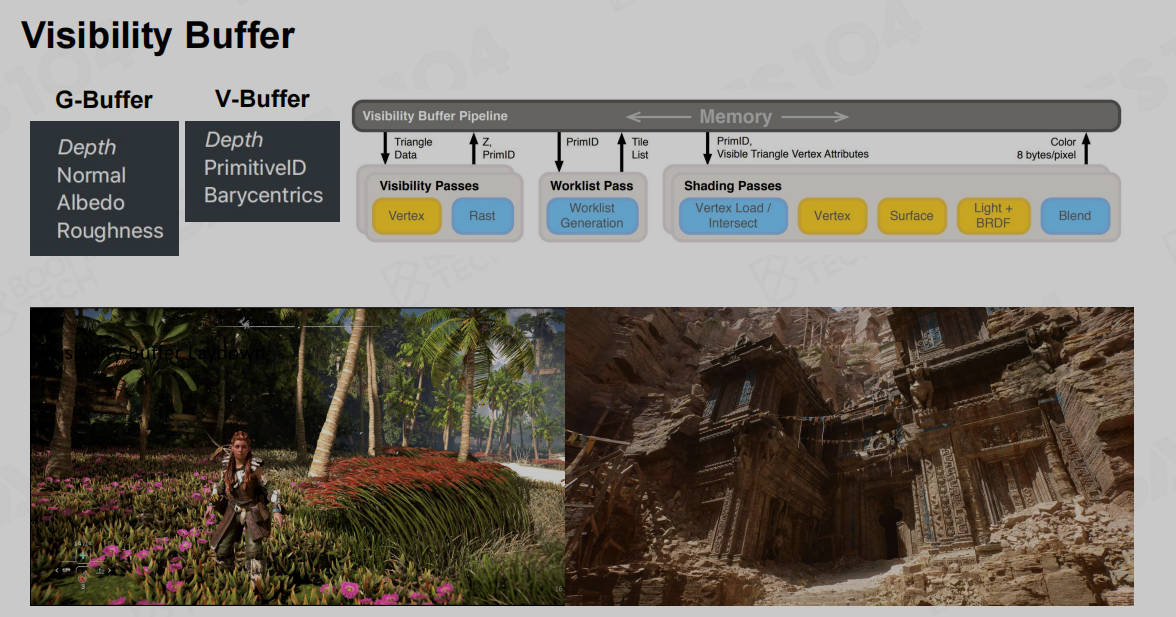 Visibility Buffer
G-Buffer
Depth
Normal
Albedo
Roughness
V-Buffer
Depth
PrimitiveID
Barycentrics
Visibility Buffer Pipeline
Memory
Triangle
Data
Z,
PrimID
PrimID
Tile
List
PrimID,
Visible Triangle Vertex Attributes
Color
8 bytes/pixel
Visibility Passes
Vertex
Rast
Worklist Pass
Worklist
Generation
Shading Passes
Vertex Load /
Intersect
Vertex
Surface
Light +
BRDF
Blend
Buffer Laydown